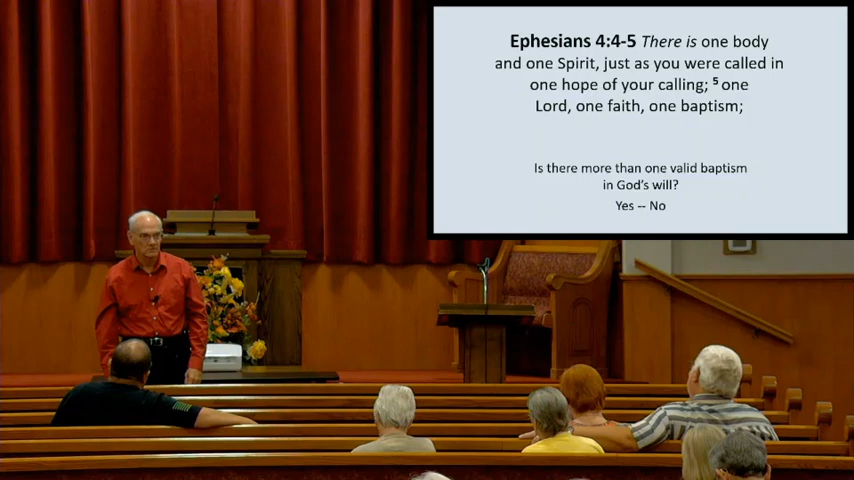 Ephesians 4:4-5 There is one body
and one Spirit, just as you were called in
one hope of your calling; 5 one
Lord, one faith, one baptism;
Is there more than one valid baptism
in God's will?
Yes -- No